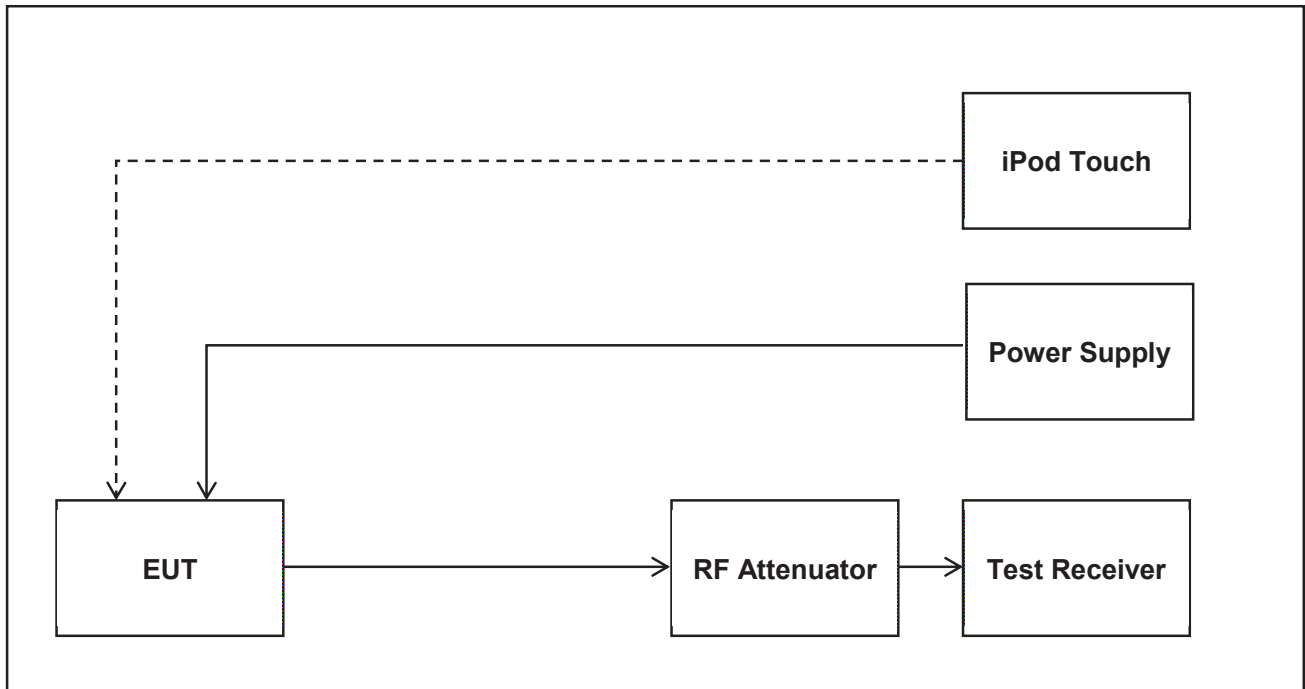 iPod Touch
Power Supply
EUT
RF Attenuator
Test Receiver